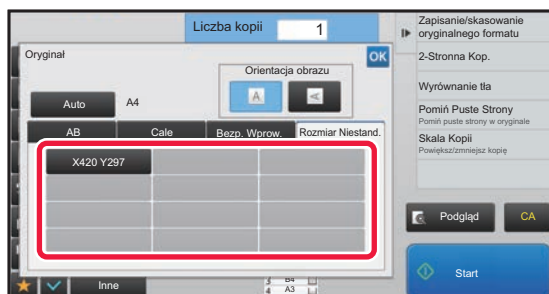 Liczba kopii
1
Zapisanie/skasowanie
oryginalnego formatu
2-Stronna Kop.
Wyrównanie tła
Pomiń Puste Strony
Pomiń puste strony w oryginale
Skala Kopii
Powiększ/zmniejsz kopię
Oryginał
OK
Orientacja obrazu
A
A
Auto
A4
AB
Cale
Bezp. Wprow.
Rozmiar Niestand.
X420 Y297
Podgląd
CA
Start
Inne
3 B4
4 A3